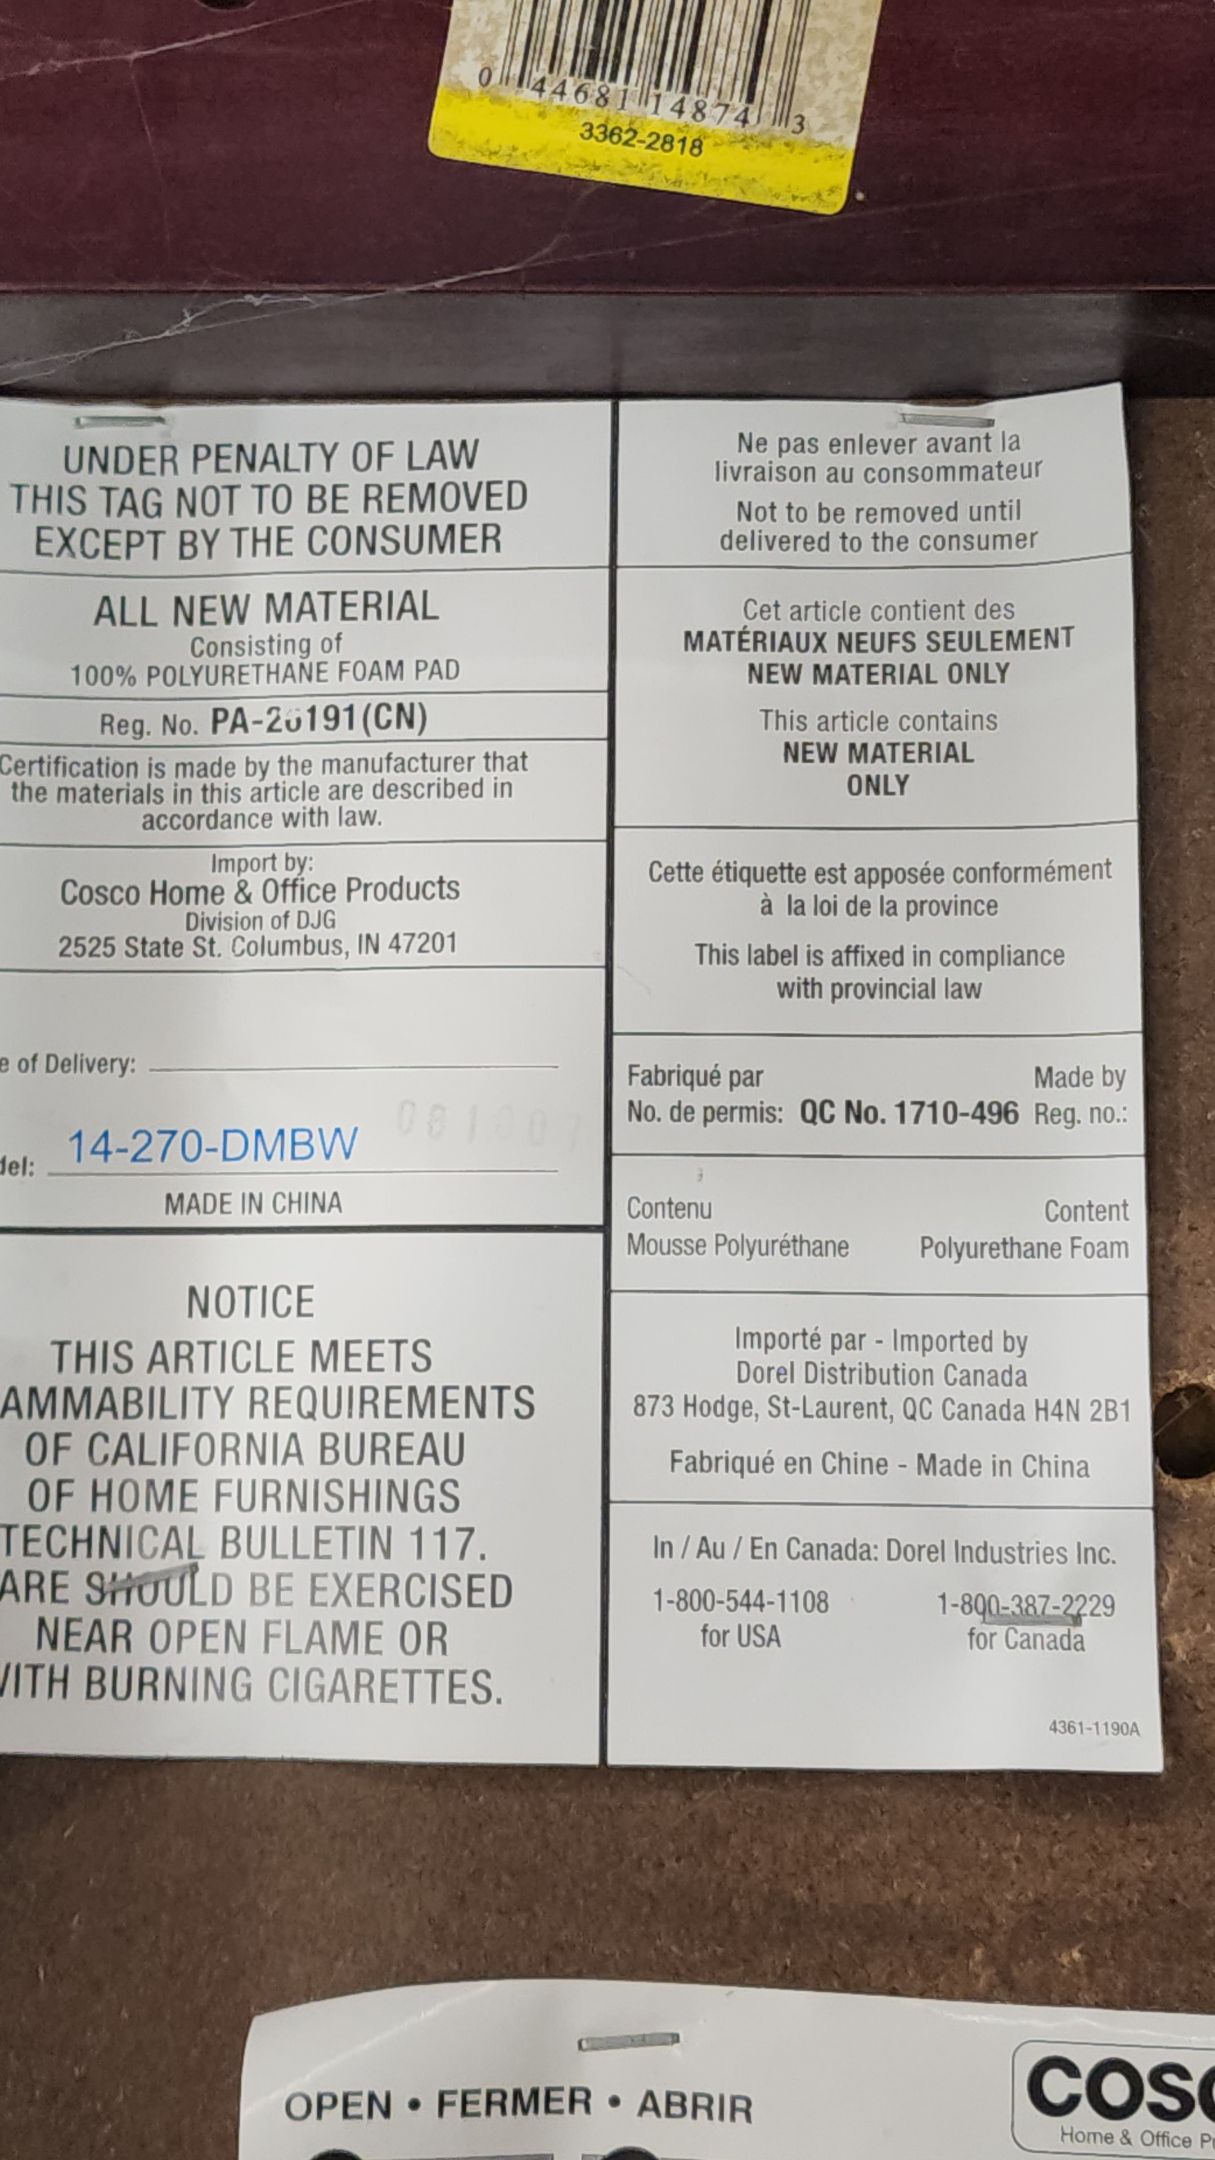 0 44681 14874 3
3362-2818
UNDER PENALTY OF LAW
THIS TAG NOT TO BE REMOVED
EXCEPT BY THE CONSUMER
ALL NEW MATERIAL
Consisting of
100% POLYURETHANE FOAM PAD
Reg. No. PA-26191(CN)
Certification is made by the manufacturer that
the materials in this article are described in
accordance with law.
Import by:
Cosco Home & Office Products
Division of DJG
2525 State St. Columbus, IN 47201
e of Delivery:
081007
del: 14-270-DMBW
MADE IN CHINA
NOTICE
THIS ARTICLE MEETS
AMMABILITY REQUIREMENTS
OF CALIFORNIA BUREAU
OF HOME FURNISHINGS
TECHNICAL BULLETIN 117.
ARE SHOULD BE EXERCISED
NEAR OPEN FLAME OR
WITH BURNING CIGARETTES.
Ne pas enlever avant la
livraison au consommateur
Not to be removed until
delivered to the consumer
Cet article contient des
MATÉRIAUX NEUFS SEULEMENT
NEW MATERIAL ONLY
This article contains
NEW MATERIAL
ONLY
Cette étiquette est apposée conformément
à la loi de la province
This label is affixed in compliance
with provincial law
Fabriqué par Made by
No. de permis: QC No. 1710-496 Reg. no.:
Contenu Content
Mousse Polyuréthane Polyurethane Foam
Importé par - Imported by
Dorel Distribution Canada
873 Hodge, St-Laurent, QC Canada H4N 2B1
Fabriqué en Chine - Made in China
In / Au / En Canada: Dorel Industries Inc.
1-800-544-1108 1-800-387-2229
for USA for Canada
4361-1190A
OPEN • FERMER • ABRIR
COSC
Home & Office Pr